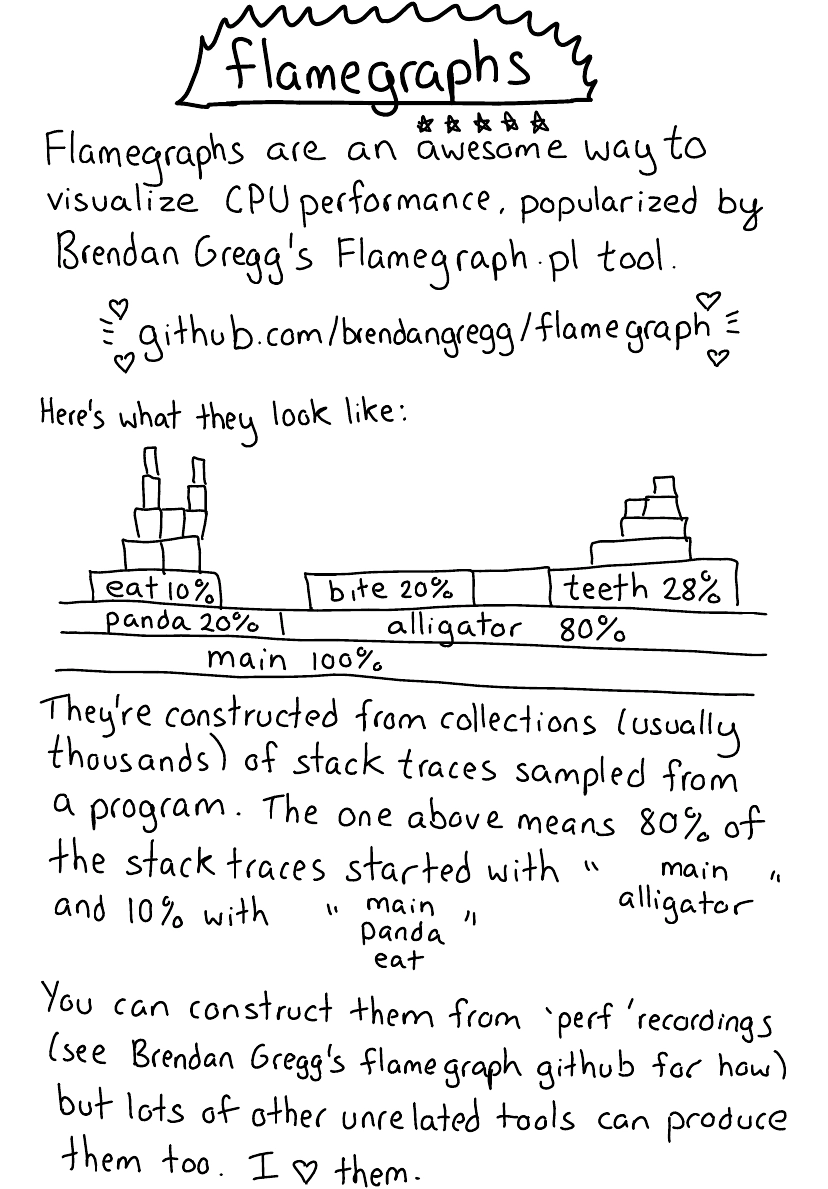 flamegraphs
Flamegraphs are an awesome way to
visualize CPU performance, popularized by
Brendan Gregg's Flamegraph.pl tool.
github.com/brendangregg/flamegraph
Here's what they look like:
eat 10% bite 20% teeth 28%
panda 20% | alligator 80%
main 100%
They're constructed from collections (usually
thousands) of stack traces sampled from
a program. The one above means 80% of
the stack traces started with " main "
alligator
and 10% with " main "
panda
eat
You can construct them from `perf' recordings
(see Brendan Gregg's flamegraph github for how)
but lots of other unrelated tools can produce
them too. I ♡ them.